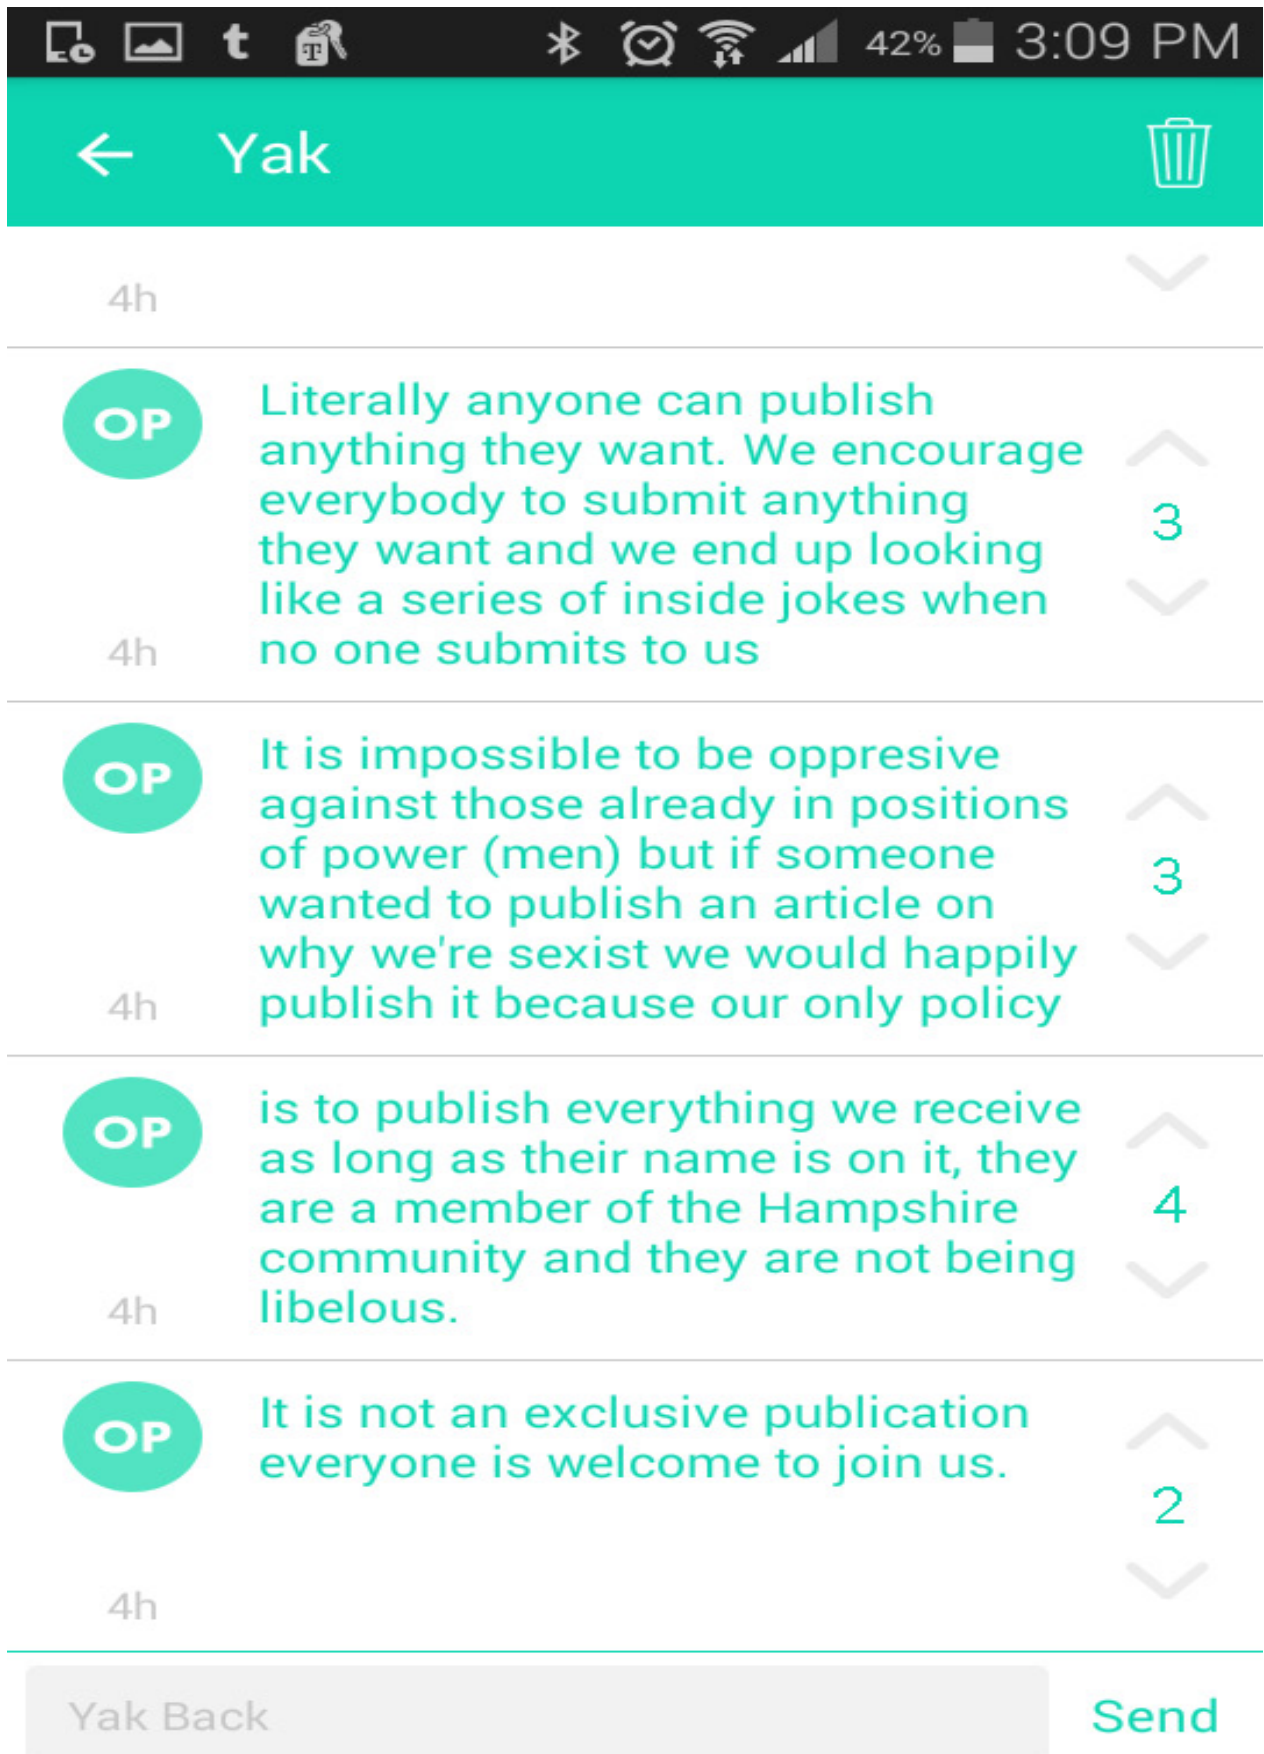 t
42% 3:09 PM
Yak
4h
OP
Literally anyone can publish
anything they want. We encourage
everybody to submit anything
they want and we end up looking
like a series of inside jokes when
no one submits to us
3
4h
OP
It is impossible to be oppresive
against those already in positions
of power (men) but if someone
wanted to publish an article on
why we're sexist we would happily
publish it because our only policy
3
4h
OP
is to publish everything we receive
as long as their name is on it, they
are a member of the Hampshire
community and they are not being
libelous.
4
4h
OP
It is not an exclusive publication
everyone is welcome to join us.
2
4h
Yak Back
Send